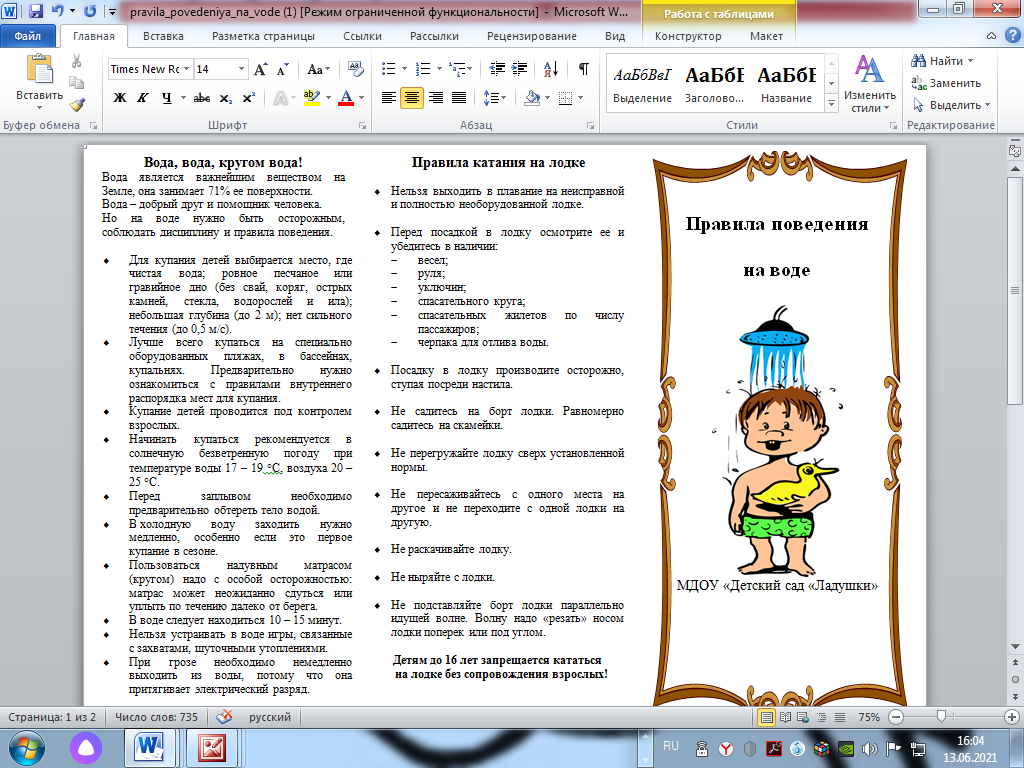 pravila_povedeniya_na_vode (1) [Режим ограниченной функциональности] - Microsoft W...
Работа с таблицами
Файл
Главная
Вставка
Разметка страницы
Ссылки
Рассылки
Рецензирование
Вид
Конструктор
Макет
Вставить
Times New Rc
14
Aa
Ж К Ч abc x₂ x²
АаБбВвІ
АаБбЕ
АаБбЕ
Выделение
Заголово...
Название
Изменить
стили
Найти
Заменить
Выделить
Буфер обмена
Шрифт
Абзац
Стили
Редактирование
Вода, вода, кругом вода!
Вода является важнейшим веществом на
Земле, она занимает 71% ее поверхности.
Вода – добрый друг и помощник человека.
Но на воде нужно быть осторожным,
соблюдать дисциплину и правила поведения.
♦ Для купания детей выбирается место, где
чистая вода; ровное песчаное или
гравийное дно (без свай, коряг, острых
камней, стекла, водорослей и ила);
небольшая глубина (до 2 м); нет сильного
течения (до 0,5 м/с).
♦ Лучше всего купаться на специально
оборудованных пляжах, в бассейнах,
купальнях. Предварительно нужно
ознакомиться с правилами внутреннего
распорядка мест для купания.
♦ Купание детей проводится под контролем
взрослых.
♦ Начинать купаться рекомендуется в
солнечную безветренную погоду при
температуре воды 17 – 19 °С, воздуха 20 –
25 °С.
♦ Перед заплывом необходимо
предварительно обтереть тело водой.
♦ В холодную воду заходить нужно
медленно, особенно если это первое
купание в сезоне.
♦ Пользоваться надувным матрасом
(кругом) надо с особой осторожностью:
матрас может неожиданно сдуться или
уплыть по течению далеко от берега.
♦ В воде следует находиться 10 – 15 минут.
♦ Нельзя устраивать в воде игры, связанные
с захватами, шуточными утоплениями.
♦ При грозе необходимо немедленно
выходить из воды, потому что она
притягивает электрический разряд.
Правила катания на лодке
♦ Нельзя выходить в плавание на неисправной
и полностью необорудованной лодке.
♦ Перед посадкой в лодку осмотрите ее и
убедитесь в наличии:
– весел;
– руля;
– уключин;
– спасательного круга;
– спасательных жилетов по числу
пассажиров;
– черпака для отлива воды.
♦ Посадку в лодку производите осторожно,
ступая посреди настила.
♦ Не садитесь на борт лодки. Равномерно
садитесь на скамейки.
♦ Не перегружайте лодку сверх установленной
нормы.
♦ Не пересаживайтесь с одного места на
другое и не переходите с одной лодки на
другую.
♦ Не раскачивайте лодку.
♦ Не ныряйте с лодки.
♦ Не подставляйте борт лодки параллельно
идущей волне. Волну надо «резать» носом
лодки поперек или под углом.
Детям до 16 лет запрещается кататься
на лодке без сопровождения взрослых!
Правила поведения
на воде
МДОУ «Детский сад «Ладушки»
Страница: 1 из 2
Число слов: 735
русский
75%
RU
16:04
13.06.2021